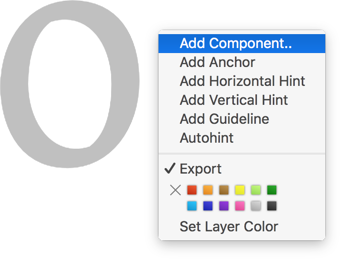 O
Add Component..
Add Anchor
Add Horizontal Hint
Add Vertical Hint
Add Guideline
Autohint
✓ Export
Set Layer Color